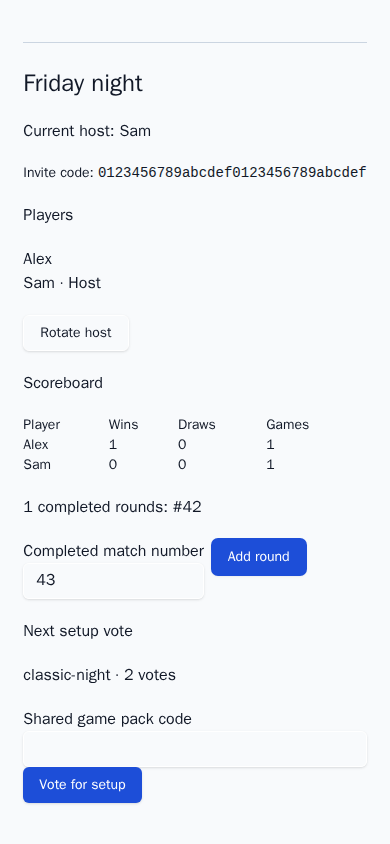 Friday night
Current host: Sam
Invite code: 0123456789abcdef0123456789abcdef
Players
Alex
Sam · Host
Rotate host
Scoreboard
Player Wins Draws Games
Alex 1 0 1
Sam 0 0 1
1 completed rounds: #42
Completed match number
Add round
43
Next setup vote
classic-night · 2 votes
Shared game pack code
Vote for setup